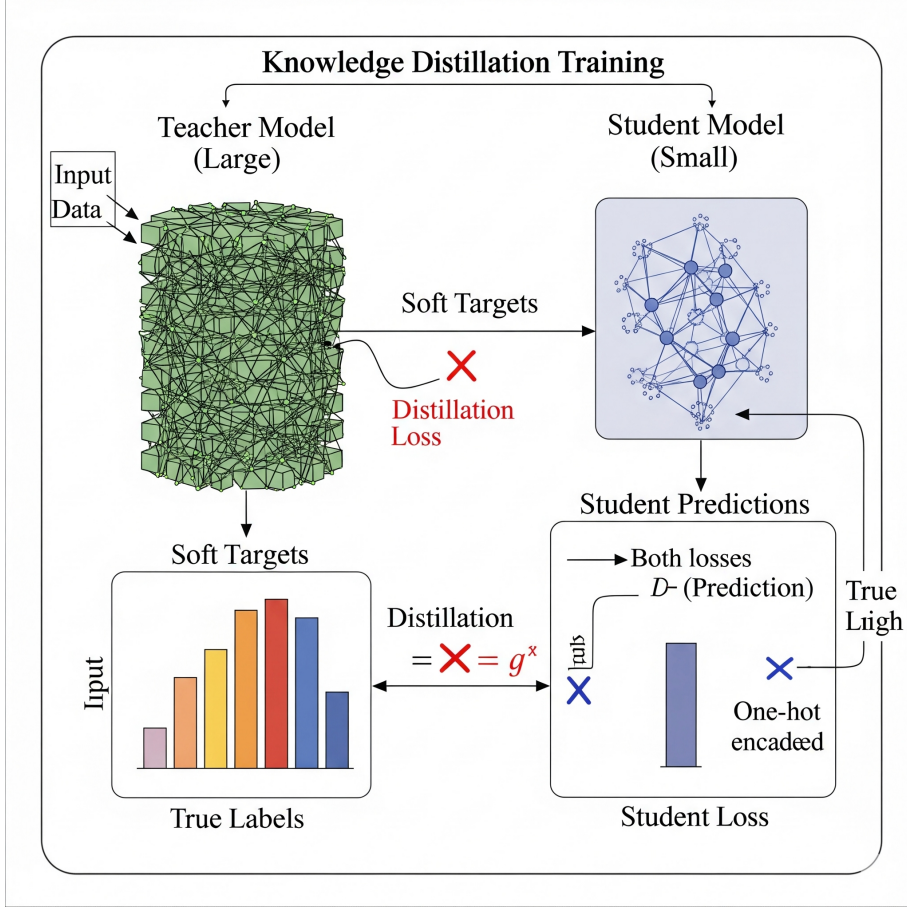 Knowledge Distillation Training
Teacher Model
(Large)
Student Model
(Small)
Input
Data
Soft Targets
Distillation
Loss
Soft Targets
Student Predictions
Both losses
D- (Prediction)
True
Distillation
= ✕ = gˣ
Input
One-hot
encadeed
True Labels
Student Loss